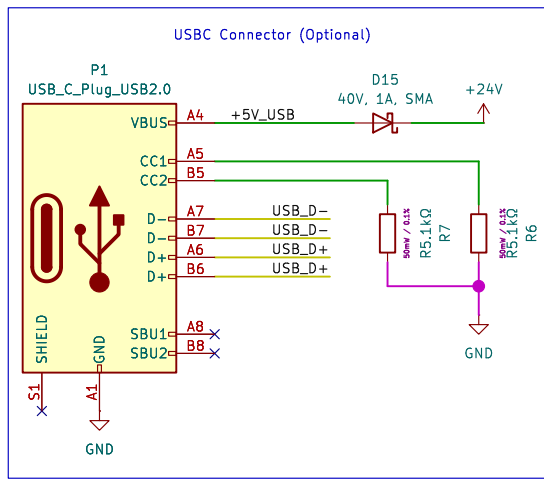 USBC Connector (Optional)
P1
USB_C_Plug_USB2.0
D15
40V, 1A, SMA
+24V
VBUS
A4
+5V_USB
CC1
A5
CC2
B5
D-
A7
USB_D-
D-
B7
USB_D-
D+
A6
USB_D+
D+
B6
USB_D+
50mW / 0.1%
R5.1kΩ
R7
50mW / 0.1%
R5.1kΩ
R6
SBU1
A8
SBU2
B8
SHIELD
GND
S1
A1
GND
GND